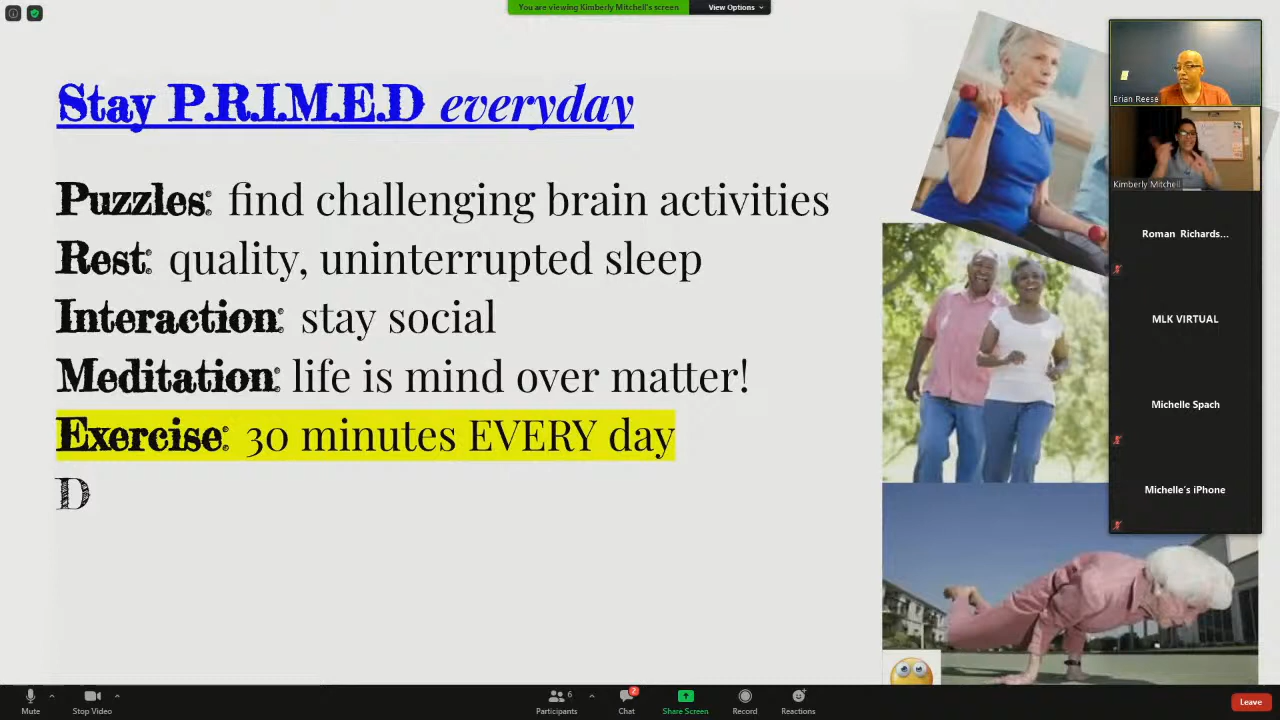 You are viewing Kimberly Mitchell's screen
View Options
Stay P.R.I.M.E.D everyday
Puzzles: find challenging brain activities
Rest: quality, uninterrupted sleep
Interaction: stay social
Meditation: life is mind over matter!
Exercise: 30 minutes EVERY day
D
Brian Reese
Kimberly Mitchell
Roman Richards...
MLK VIRTUAL
Michelle Spach
Michelle's iPhone
Mute
Stop Video
6
Participants
2
Chat
Share Screen
Record
Reactions
Leave